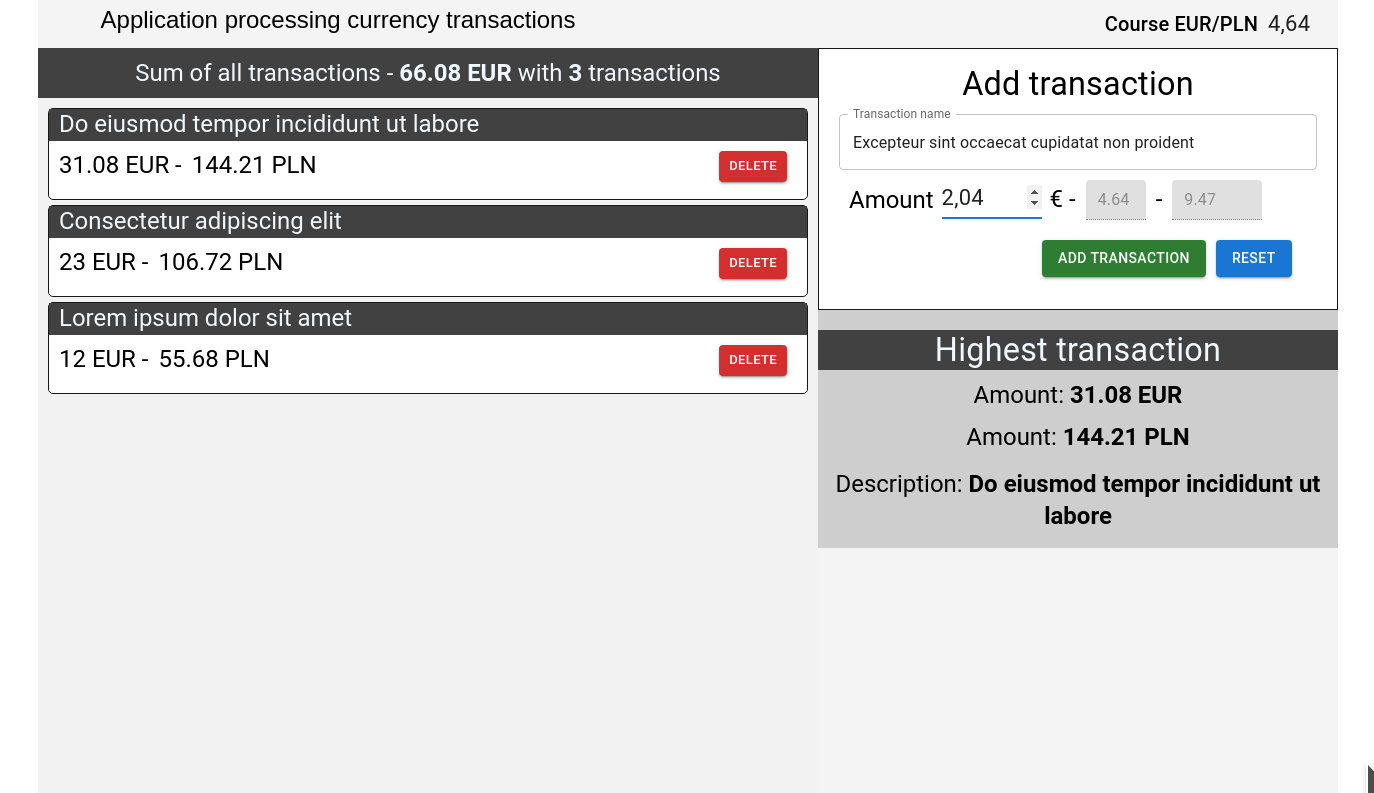 Application processing currency transactions
Course EUR/PLN 4,64
Sum of all transactions - 66.08 EUR with 3 transactions
Do eiusmod tempor incididunt ut labore
31.08 EUR - 144.21 PLN
DELETE
Consectetur adipiscing elit
23 EUR - 106.72 PLN
DELETE
Lorem ipsum dolor sit amet
12 EUR - 55.68 PLN
DELETE
Add transaction
Transaction name
Excepteur sint occaecat cupidatat non proident
Amount 2,04 € - 4.64 - 9.47
ADD TRANSACTION RESET
Highest transaction
Amount: 31.08 EUR
Amount: 144.21 PLN
Description: Do eiusmod tempor incididunt ut
labore